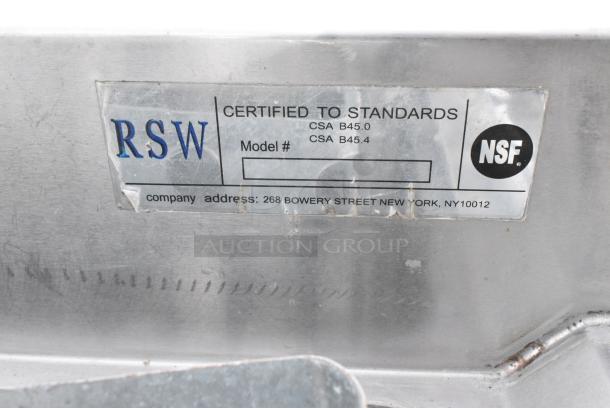 RSW
CERTIFIED TO STANDARDS
CSA B45.0
CSA B45.4
Model #
NSF®
company address: 268 BOWERY STREET NEW YORK, NY10012
AUCTION GROUP